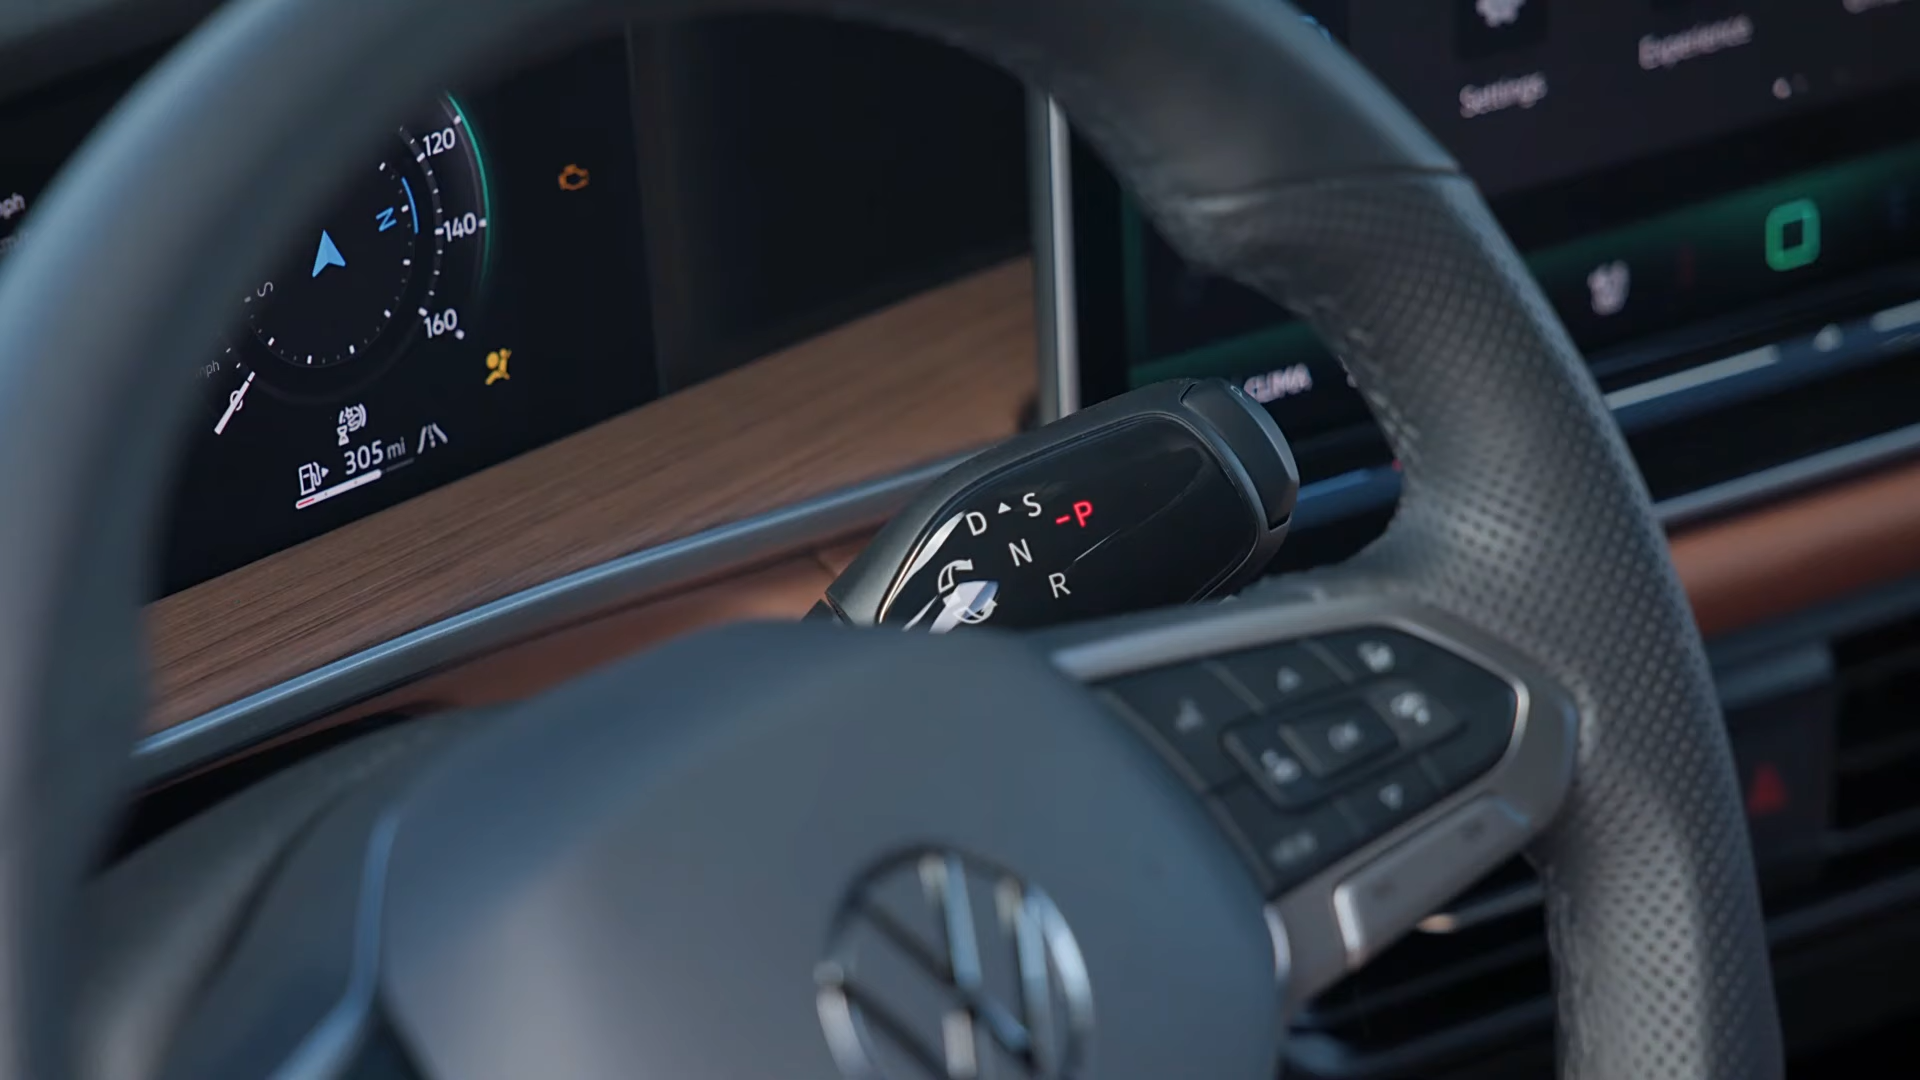 120
N
140
S
160
mph
305 mi
Settings
Experience
CLIMA
D S -P
N
R